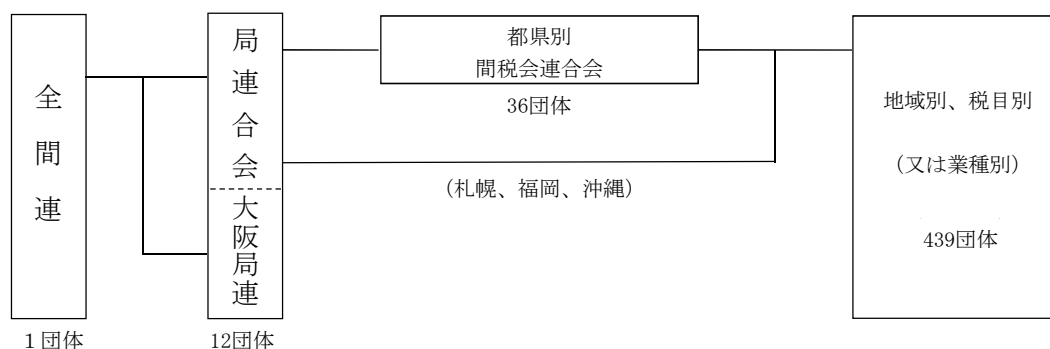 全間連
1団体
局連合会
大阪局連
12団体
都県別
間税会連合会
36団体
(札幌、福岡、沖縄)
地域別、税目別
(又は業種別)
439団体